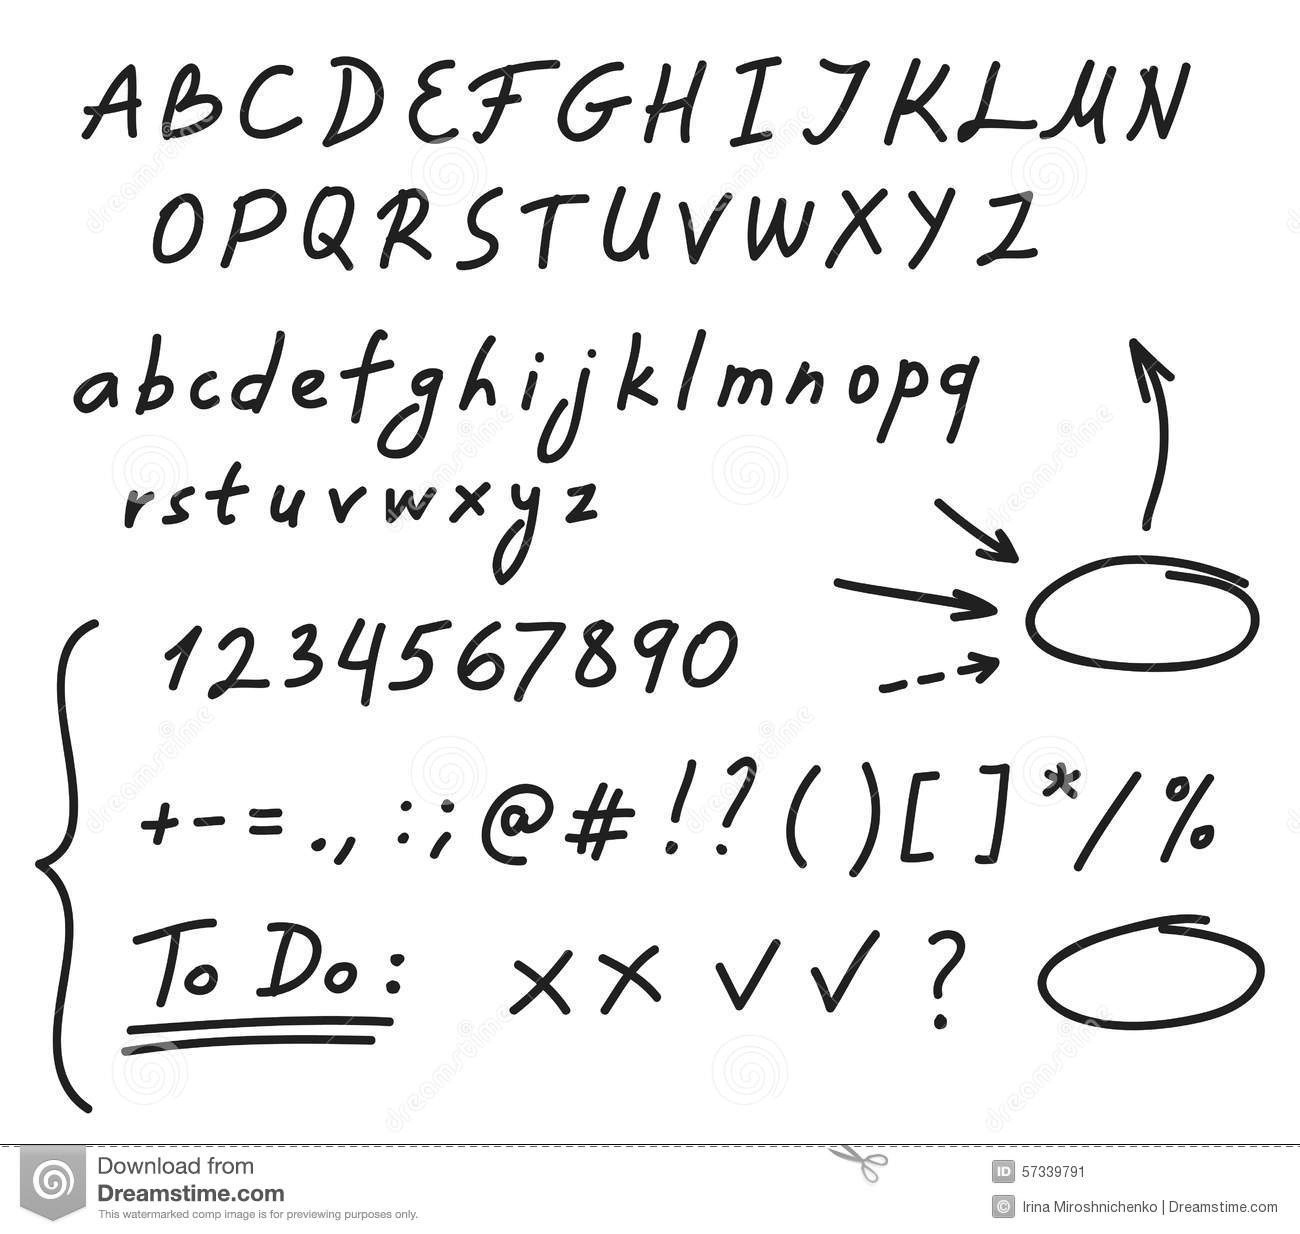 ABCDEFGHIJKLMN
OPQRSTUVWXYZ
abcdefghijklmnopq
rstuvwxyz
1234567890
+-=.,:;@#!?()[]*/%
To Do: xx✓✓?
Download from
Dreamstime.com
This watermarked comp image is for previewing purposes only.
ID 57339791
© Irina Miroshnichenko | Dreamstime.com